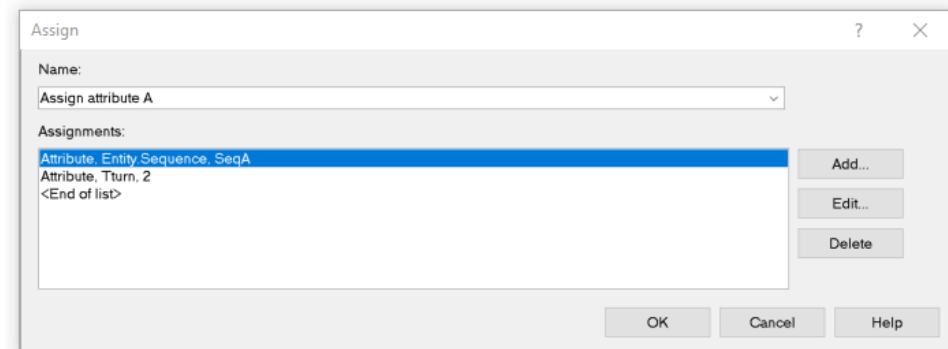 Assign
?
Name:
Assign attribute A
Assignments:
Attribute, Entity.Sequence, SeqA
Attribute, Tturn, 2
<End of list>
Add...
Edit...
Delete
OK
Cancel
Help